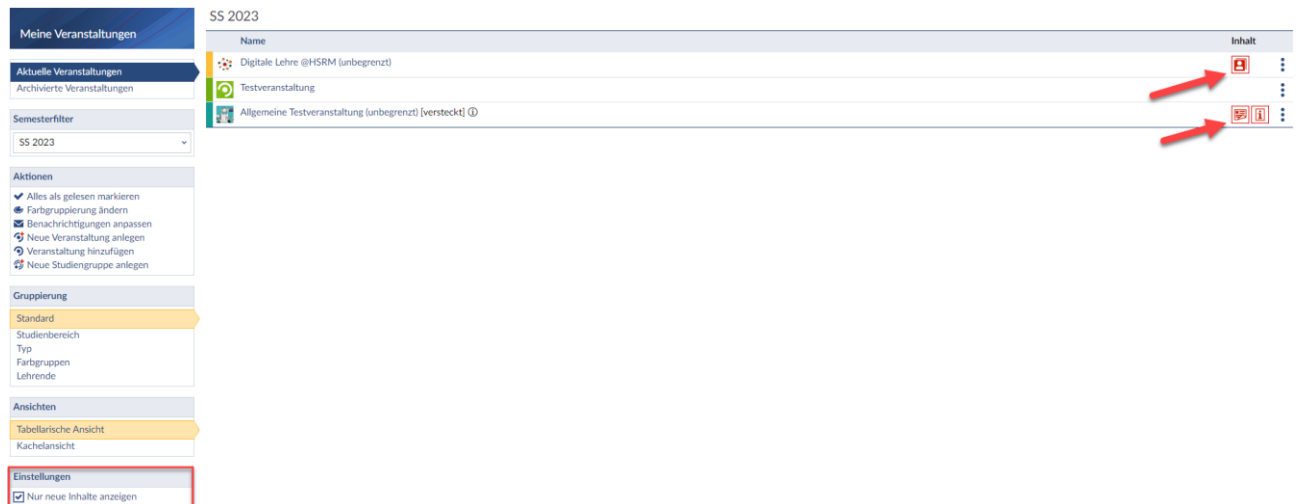 Meine Veranstaltungen
Aktuelle Veranstaltungen
Archivierte Veranstaltungen
Semesterfilter
SS 2023
Aktionen
Alles als gelesen markieren
Farbgruppierung ändern
Benachrichtigungen anpassen
Neue Veranstaltung anlegen
Veranstaltung hinzufügen
Neue Studiengruppe anlegen
Gruppierung
Standard
Studienbereich
Typ
Farbgruppen
Lehrende
Ansichten
Tabellarische Ansicht
Kachelansicht
Einstellungen
Nur neue Inhalte anzeigen
SS 2023
Name Inhalt
Digitale Lehre @HSRM (unbegrenzt)
Testveranstaltung
Allgemeine Testveranstaltung (unbegrenzt) [versteckt]